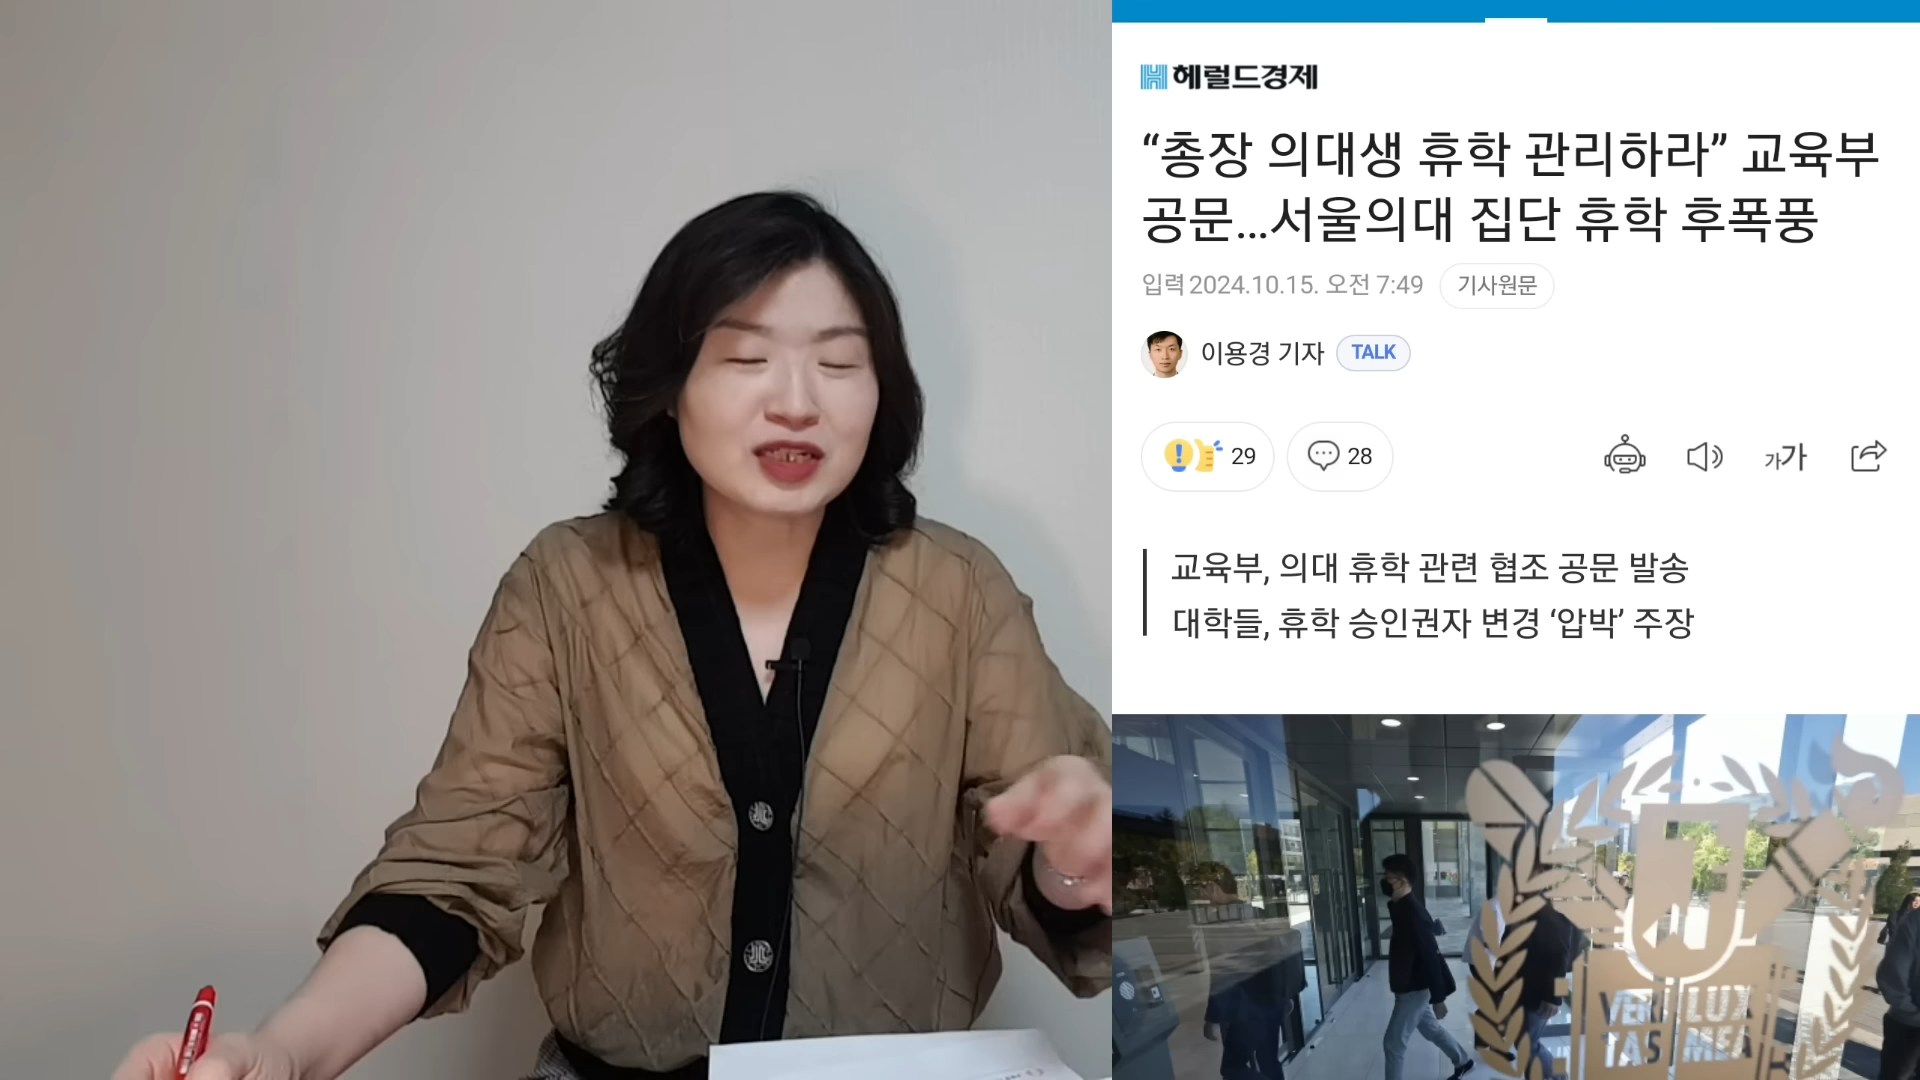 헤럴드경제
“총장 의대생 휴학 관리하라” 교육부
공문…서울의대 집단 휴학 후폭풍
입력 2024.10.15. 오전 7:49 기사원문
이용경 기자 TALK
29 28 가가
교육부, 의대 휴학 관련 협조 공문 발송
대학들, 휴학 승인권자 변경 ‘압박’ 주장
VERI LUX
TAS MEA